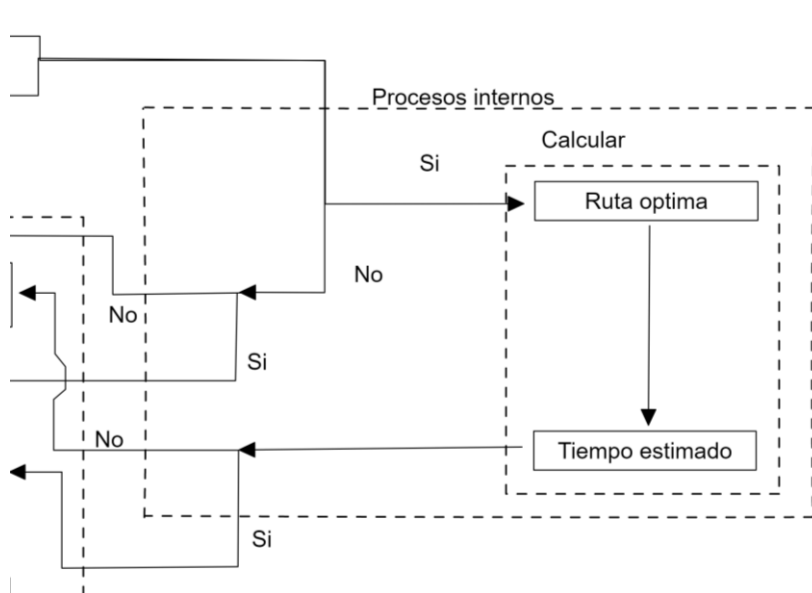 Procesos internos
Calcular
Si
Ruta optima
No
No
Si
No
Tiempo estimado
Si